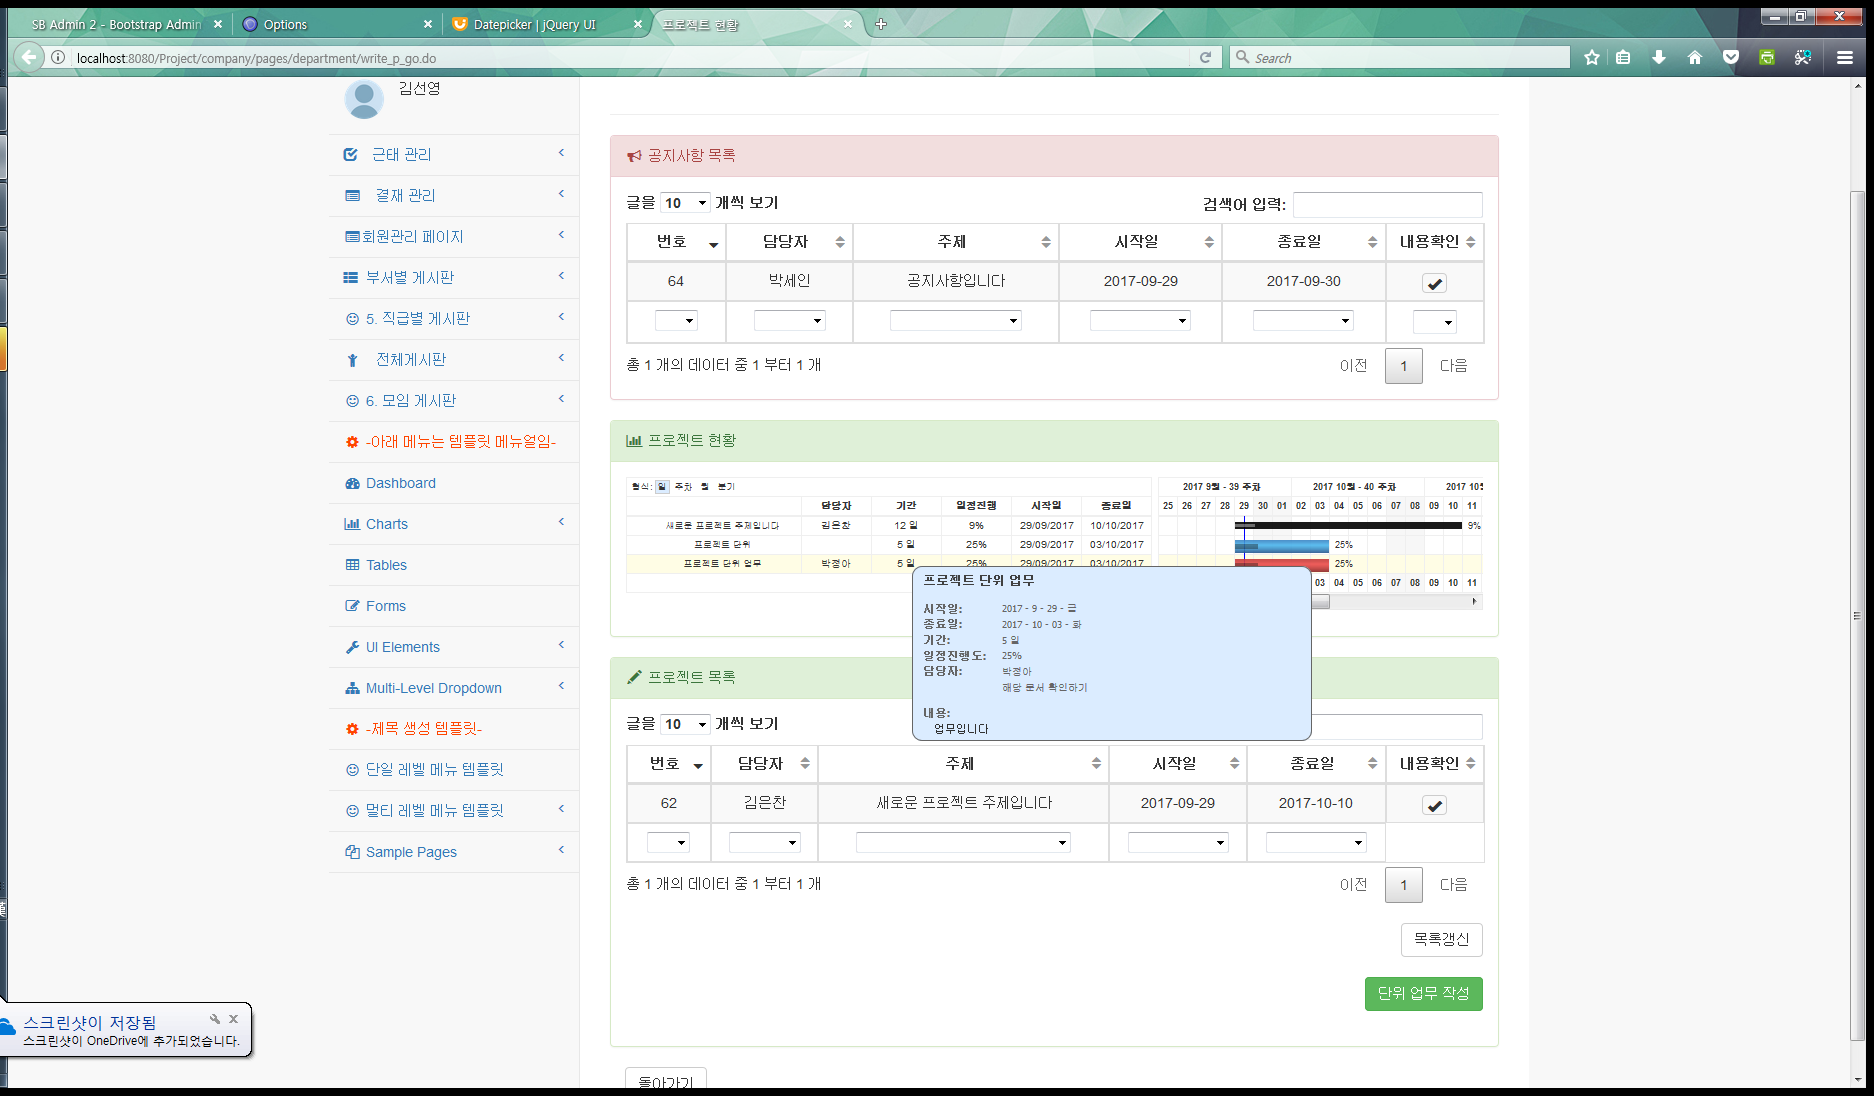 SB Admin 2 - Bootstrap Admin
Options
Datepicker | jQuery UI
프로젝트 현황
localhost:8080/Project/company/pages/department/write_p_go.do
Search
김선영
근태 관리
결재 관리
회원관리 페이지
부서별 게시판
5. 직급별 게시판
전체게시판
6. 모임 게시판
-아래 메뉴는 템플릿 메뉴얼임-
Dashboard
Charts
Tables
Forms
UI Elements
Multi-Level Dropdown
-제목 생성 템플릿-
단일 레벨 메뉴 템플릿
멀티 레벨 메뉴 템플릿
Sample Pages
공지사항 목록
글을 10 개씩 보기 검색어 입력:
번호 담당자 주제 시작일 종료일 내용확인
64 박세인 공지사항입니다 2017-09-29 2017-09-30
총 1 개의 데이터 중 1 부터 1 개
이전 1 다음
프로젝트 현황
형식: 일 주차 월 분기
2017 9월 - 39 주차 2017 10월 - 40 주차 2017 10
담당자 기간 일정진행 시작일 종료일
25 26 27 28 29 30 01 02 03 04 05 06 07 08 09 10 11
새로운 프로젝트 주제입니다 김은찬 12 일 9% 29/09/2017 10/10/2017 9%
프로젝트 단위 5 일 25% 29/09/2017 03/10/2017 25%
프로젝트 단위 업무 박정아 5 일 25% 29/09/2017 03/10/2017 25%
03 04 05 06 07 08 09 10 11
프로젝트 단위 업무
시작일: 2017 - 9 - 29 - 금
종료일: 2017 - 10 - 03 - 화
기간: 5 일
일정진행도: 25%
담당자: 박정아
해당 문서 확인하기
내용:
업무입니다
프로젝트 목록
글을 10 개씩 보기
번호 담당자 주제 시작일 종료일 내용확인
62 김은찬 새로운 프로젝트 주제입니다 2017-09-29 2017-10-10
총 1 개의 데이터 중 1 부터 1 개
이전 1 다음
목록갱신
단위 업무 작성
돌아가기
스크린샷이 저장됨
스크린샷이 OneDrive에 추가되었습니다.